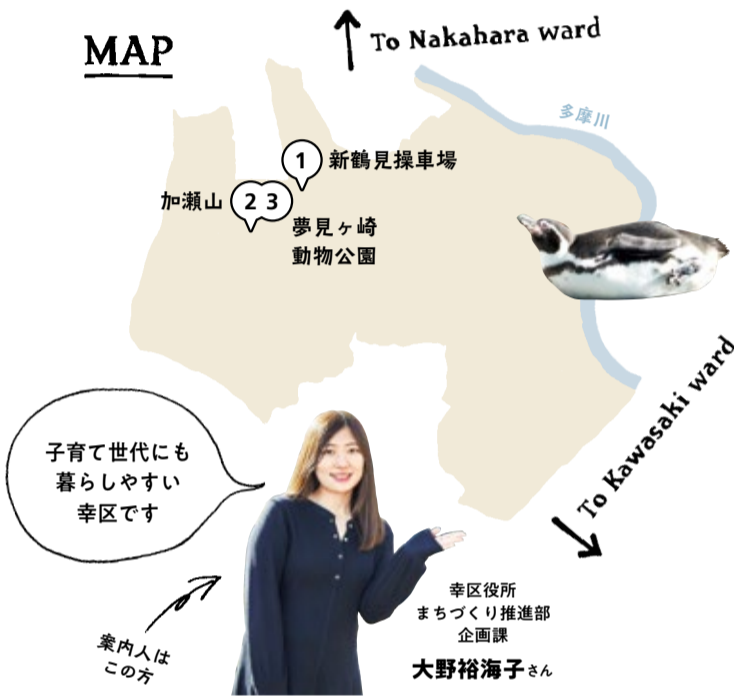 MAP
To Nakahara ward
多摩川
1 新鶴見操車場
加瀬山 2 3
夢見ヶ崎
動物公園
To Kawasaki ward
子育て世代にも
暮らしやすい
幸区です
案内人は
この方
幸区役所
まちづくり推進部
企画課
大野裕海子さん